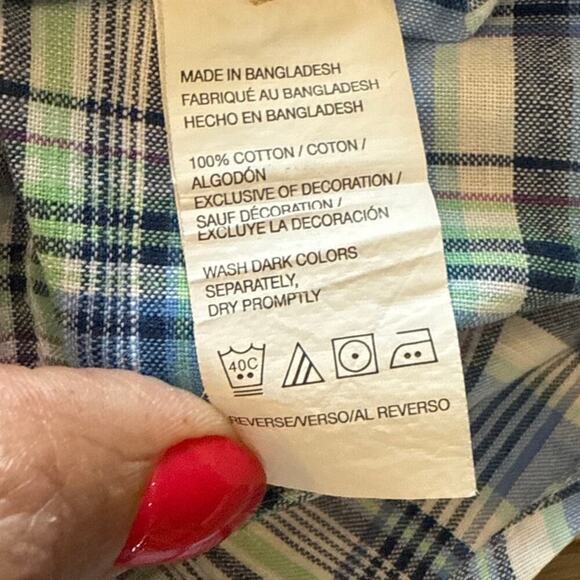 MADE IN BANGLADESH
FABRIQUÉ AU BANGLADESH
HECHO EN BANGLADESH
100% COTTON / COTON /
ALGODÓN
EXCLUSIVE OF DECORATION /
SAUF DÉCORATION /
EXCLUYE LA DECORACIÓN
WASH DARK COLORS
SEPARATELY,
DRY PROMPTLY
40C
REVERSE/VERSO/AL REVERSO